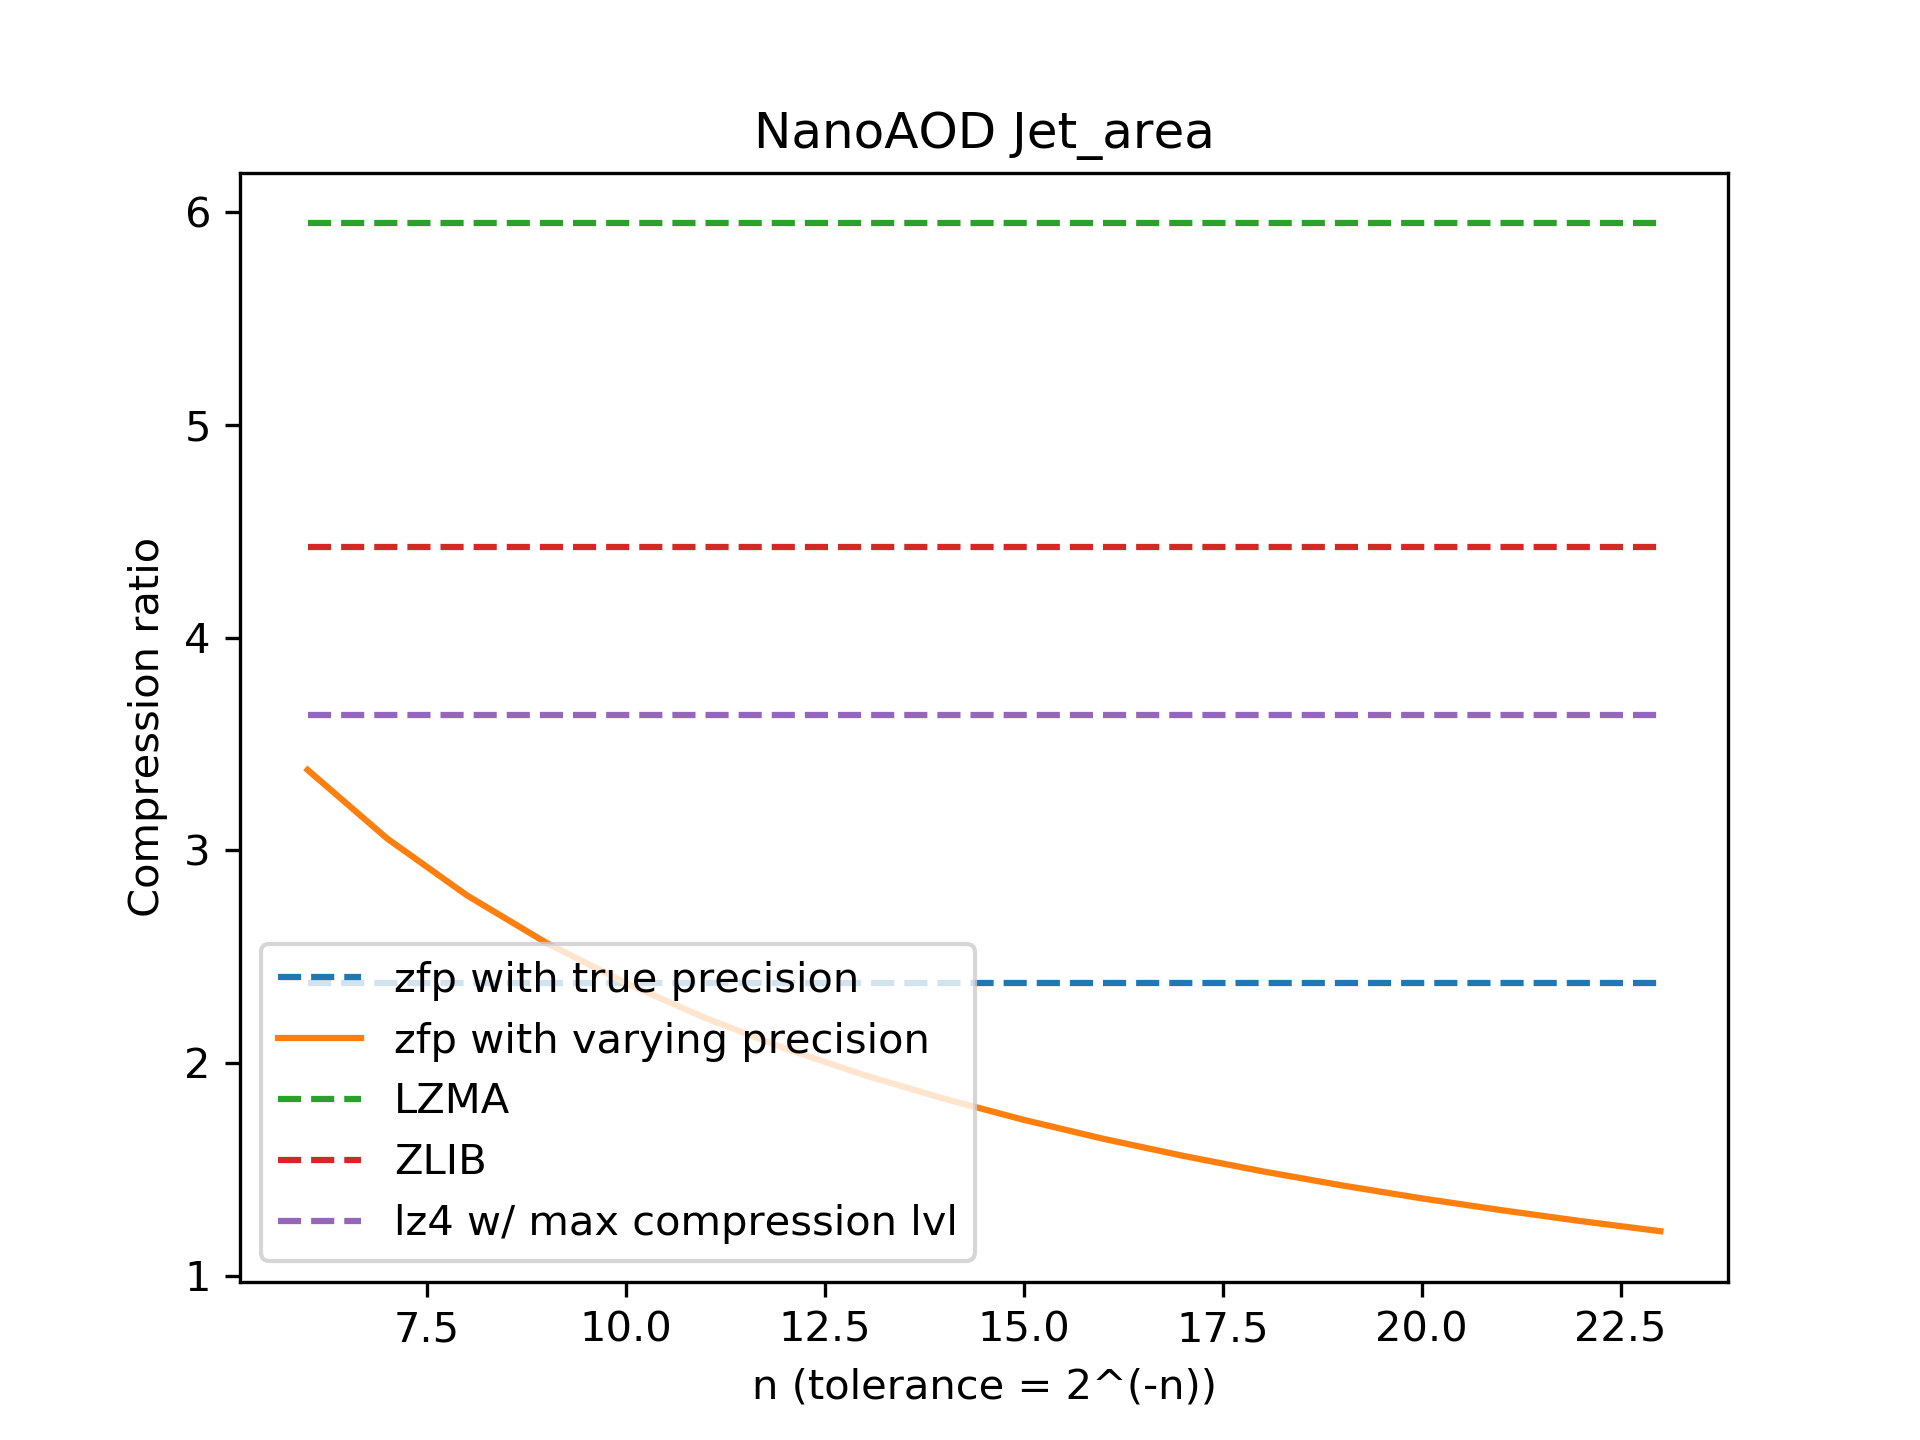 NanoAOD Jet_area
6
5
4
3
2
1
Compression ratio
zfp with true precision
zfp with varying precision
LZMA
ZLIB
lz4 w/ max compression lvl
7.5 10.0 12.5 15.0 17.5 20.0 22.5
n (tolerance = 2^(-n))